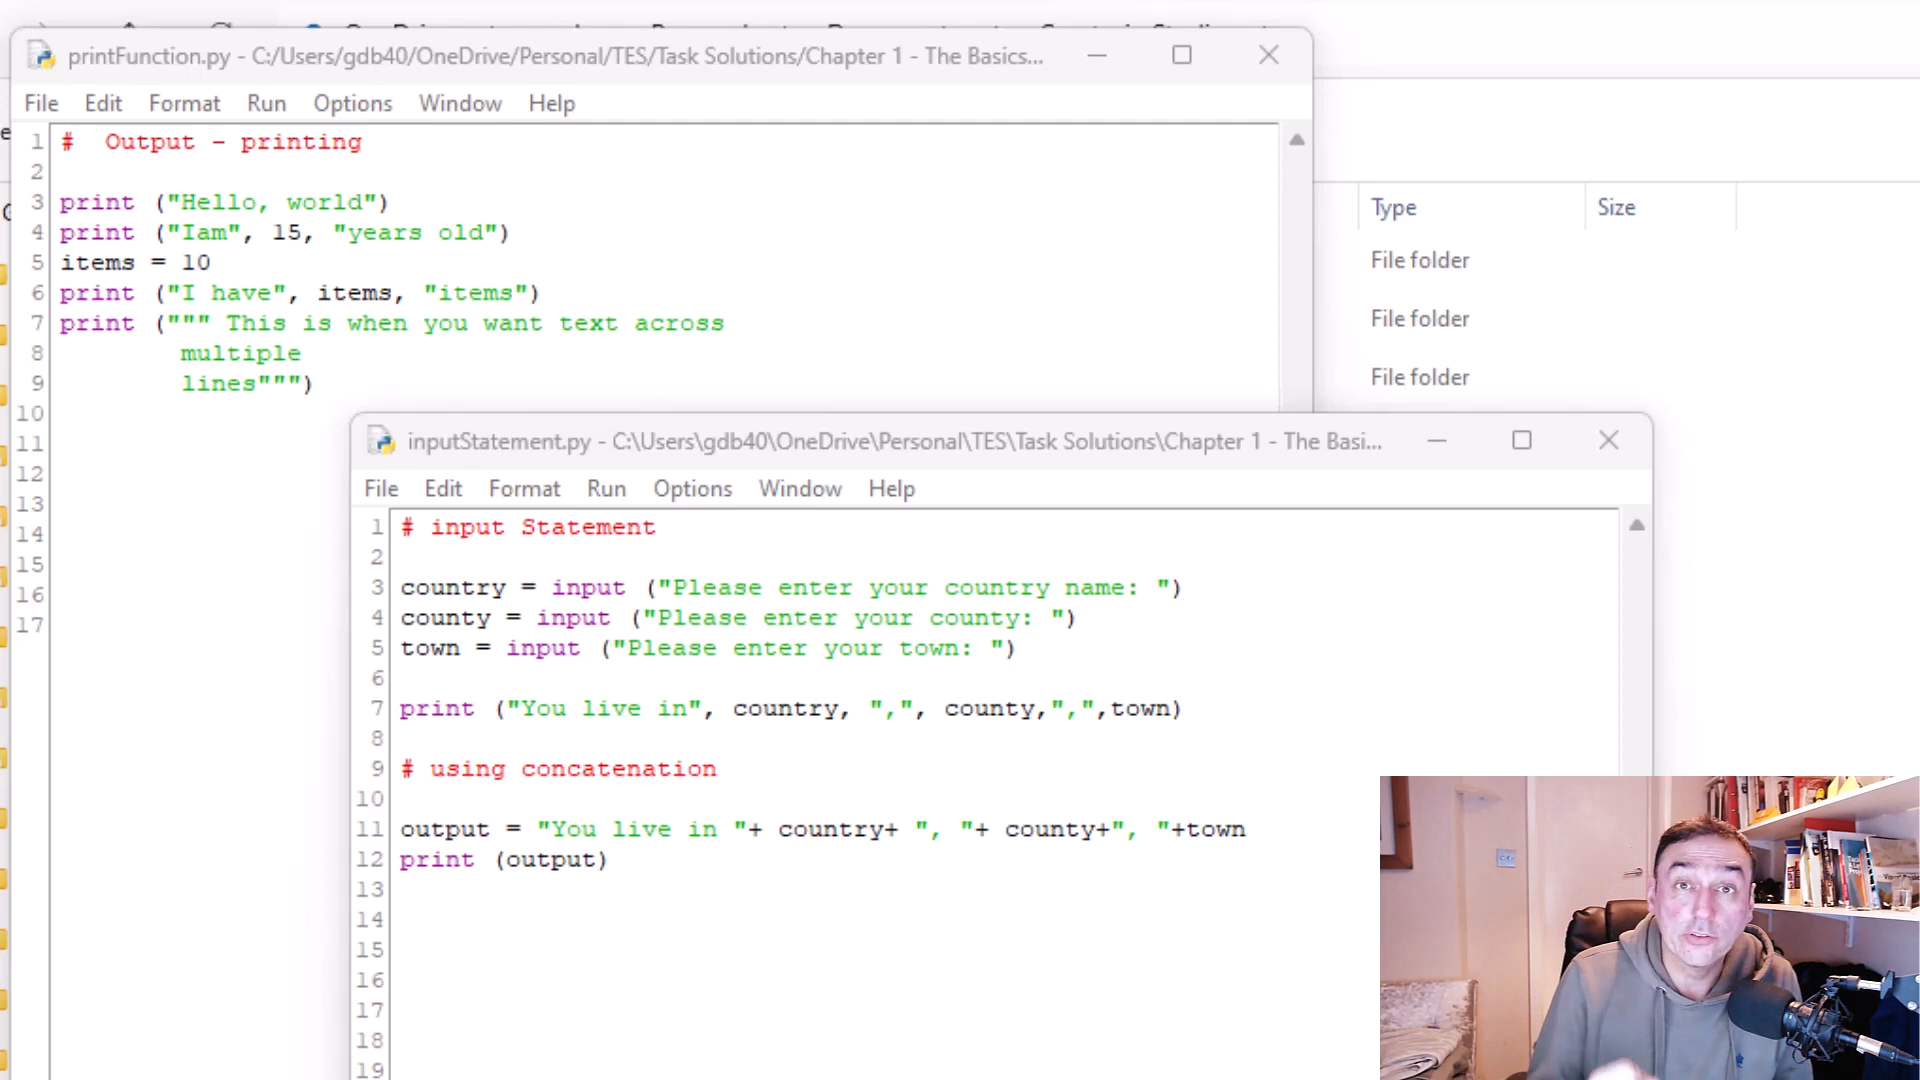 printFunction.py - C:/Users/gdb40/OneDrive/Personal/TES/Task Solutions/Chapter 1 - The Basics...
File Edit Format Run Options Window Help
1 #  Output - printing
2
3 print ("Hello, world")
4 print ("Iam", 15, "years old")
5 items = 10
6 print ("I have", items, "items")
7 print (""" This is when you want text across
8         multiple
9         lines""")
10
11
12
13
14
15
16
17
Type Size
File folder
File folder
File folder
inputStatement.py - C:\Users\gdb40\OneDrive\Personal\TES\Task Solutions\Chapter 1 - The Basi...
File Edit Format Run Options Window Help
1 # input Statement
2
3 country = input ("Please enter your country name: ")
4 county = input ("Please enter your county: ")
5 town = input ("Please enter your town: ")
6
7 print ("You live in", country, ",", county,",",town)
8
9 # using concatenation
10
11 output = "You live in "+ country+ ", "+ county+", "+town
12 print (output)
13
14
15
16
17
18
19